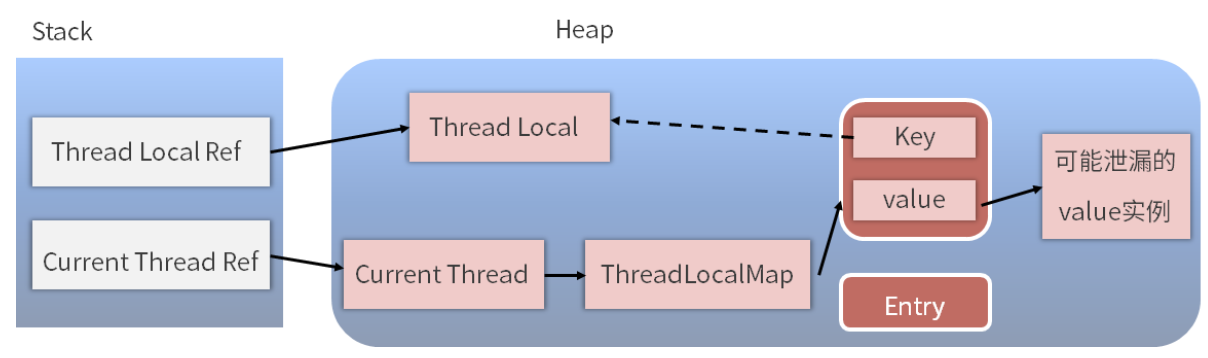 Stack
Heap
Thread Local Ref
Current Thread Ref
Thread Local
Current Thread
ThreadLocalMap
Key
value
Entry
可能泄漏的
value实例